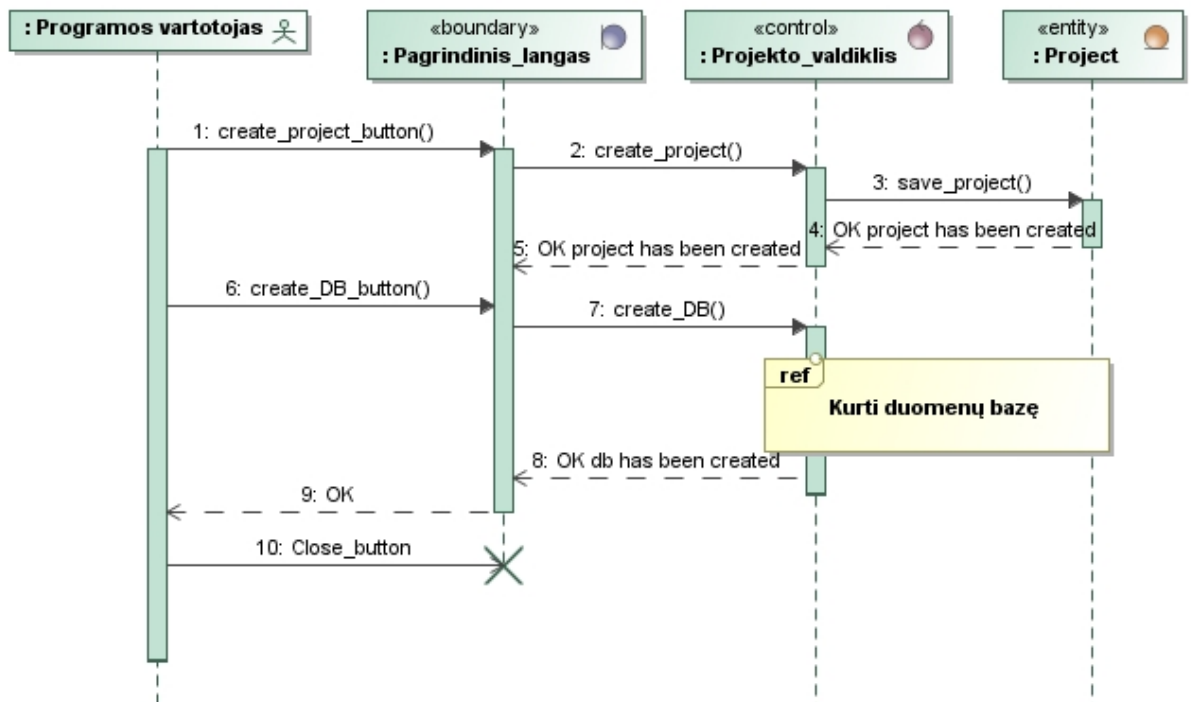 : Programos vartotojas
«boundary»
: Pagrindinis_langas
«control»
: Projekto_valdiklis
«entity»
: Project
1: create_project_button()
2: create_project()
3: save_project()
4: OK project has been created
5: OK project has been created
6: create_DB_button()
7: create_DB()
ref
Kurti duomenų bazę
8: OK db has been created
9: OK
10: Close_button